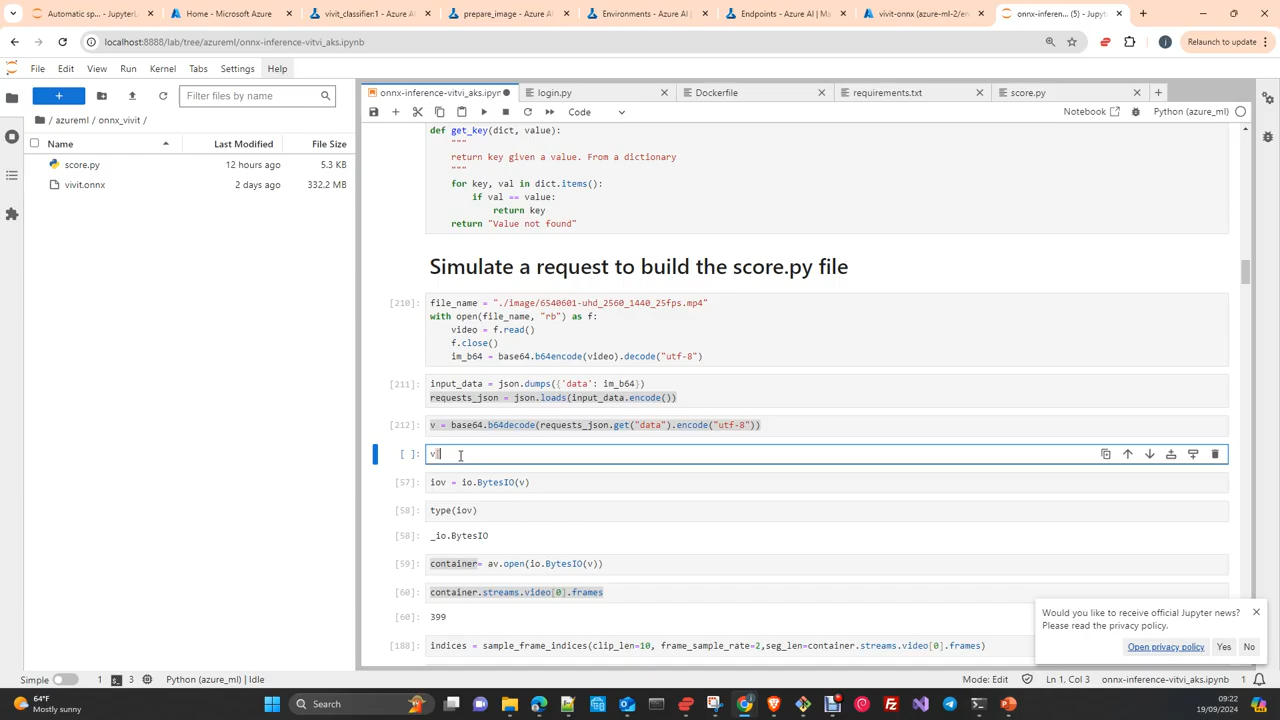 Automatic sp... - JupyterL
Home - Microsoft Azure
vivit_classifier:1 - Azure AI
prepare_image - Azure AI
Environments - Azure AI | M
Endpoints - Azure AI | Ma
vivit-onnx (azure-ml-2/en
onnx-inferen... (5) - Jupyt
localhost:8888/lab/tree/azureml/onnx-inference-vitvi_aks.ipynb
Relaunch to update
File Edit View Run Kernel Tabs Settings Help
onnx-inference-vitvi_aks.ipyn
login.py
Dockerfile
requirements.txt
score.py
Filter files by name
Code
Notebook
Python (azure_ml)
/ azureml / onnx_vivit /
Name Last Modified File Size
score.py 12 hours ago 5.3 KB
vivit.onnx 2 days ago 332.2 MB
def get_key(dict, value):
"""
return key given a value. From a dictionary
"""
for key, val in dict.items():
if val == value:
return key
return "Value not found"
Simulate a request to build the score.py file
[210]: file_name = "./image/6540601-uhd_2560_1440_25fps.mp4"
with open(file_name, "rb") as f:
video = f.read()
f.close()
im_b64 = base64.b64encode(video).decode("utf-8")
[211]: input_data = json.dumps({'data': im_b64})
requests_json = json.loads(input_data.encode())
[212]: v = base64.b64decode(requests_json.get("data").encode("utf-8"))
[ ]: v[
[57]: iov = io.BytesIO(v)
[58]: type(iov)
[58]: _io.BytesIO
[59]: container= av.open(io.BytesIO(v))
[60]: container.streams.video[0].frames
[60]: 399
[188]: indices = sample_frame_indices(clip_len=10, frame_sample_rate=2,seg_len=container.streams.video[0].frames)
Would you like to receive official Jupyter news?
Please read the privacy policy.
Open privacy policy Yes No
Simple 1 3 Python (azure_ml) | Idle Mode: Edit Ln 1, Col 3 onnx-inference-vitvi_aks.ipynb 1
64°F
Mostly sunny
Search
09:22
19/09/2024